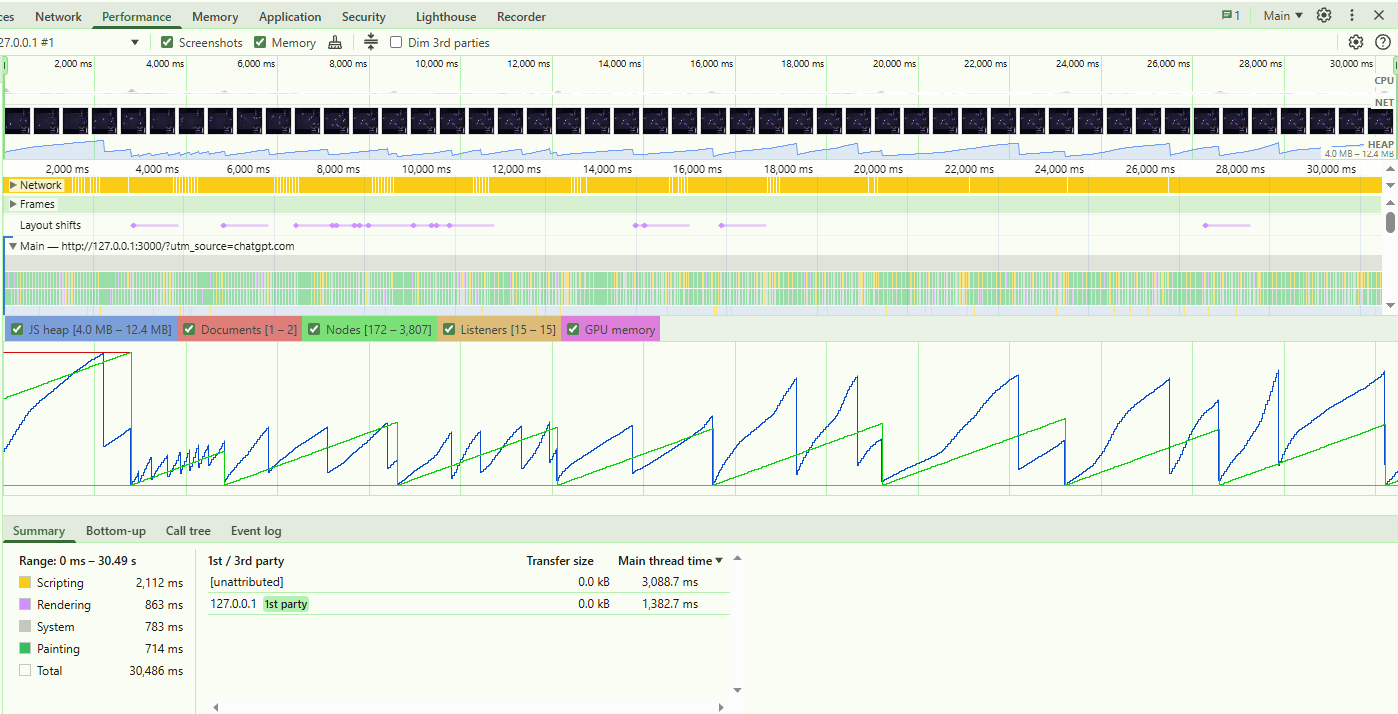 ces Network Performance Memory Application Security Lighthouse Recorder 1 Main
27.0.0.1 #1 Screenshots Memory Dim 3rd parties
2,000 ms 4,000 ms 6,000 ms 8,000 ms 10,000 ms 12,000 ms 14,000 ms 16,000 ms 18,000 ms 20,000 ms 22,000 ms 24,000 ms 26,000 ms 28,000 ms 30,000 ms
CPU
NET
HEAP
4.0 MB – 12.4 MB
2,000 ms 4,000 ms 6,000 ms 8,000 ms 10,000 ms 12,000 ms 14,000 ms 16,000 ms 18,000 ms 20,000 ms 22,000 ms 24,000 ms 26,000 ms 28,000 ms 30,000 ms
Network
Frames
Layout shifts
Main — http://127.0.0.1:3000/?utm_source=chatgpt.com
JS heap [4.0 MB – 12.4 MB] Documents [1 – 2] Nodes [172 – 3,807] Listeners [15 – 15] GPU memory
Summary Bottom-up Call tree Event log
Range: 0 ms – 30.49 s 1st / 3rd party Transfer size Main thread time
Scripting 2,112 ms [unattributed] 0.0 kB 3,088.7 ms
Rendering 863 ms 127.0.0.1 1st party 0.0 kB 1,382.7 ms
System 783 ms
Painting 714 ms
Total 30,486 ms